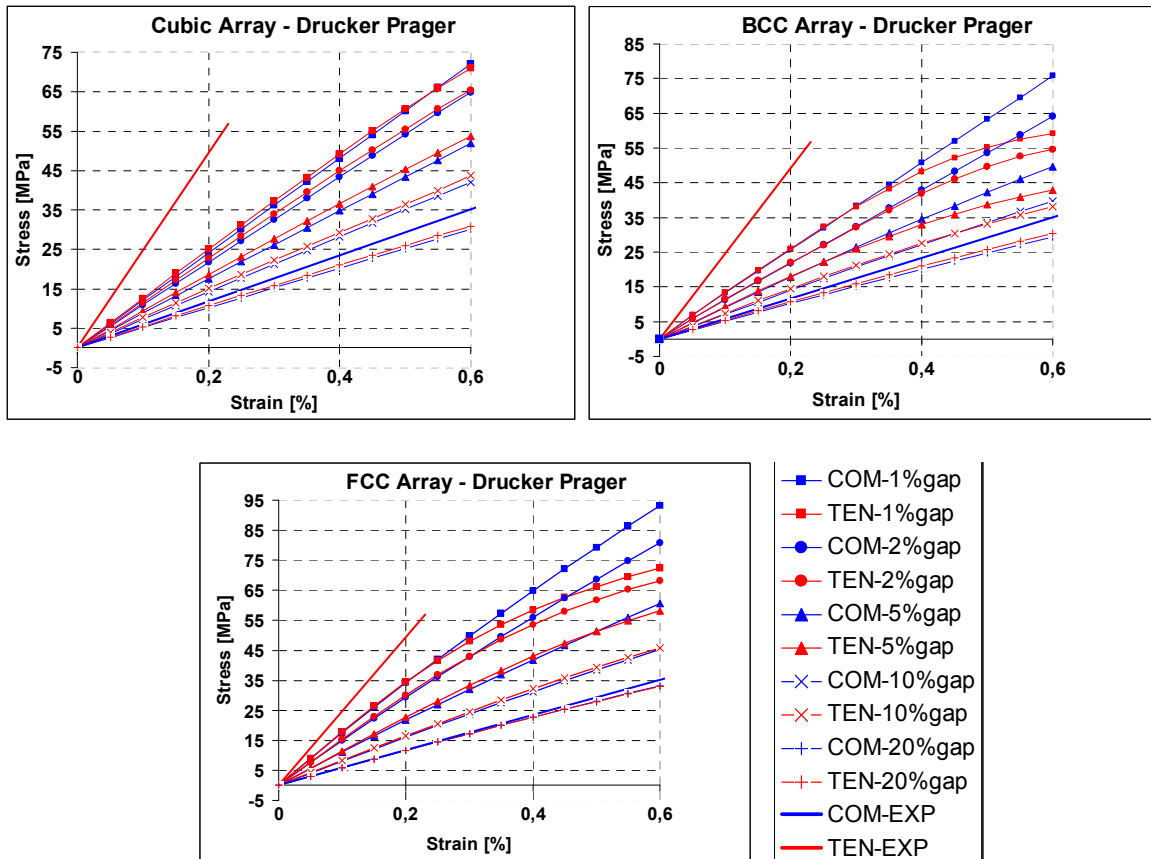 Cubic Array - Drucker Prager
75
65
55
45
35
25
15
5
-5
0
0,2
0,4
0,6
Stress [MPa]
Strain [%]
BCC Array - Drucker Prager
85
75
65
55
45
35
25
15
5
-5
0
0,2
0,4
0,6
Stress [MPa]
Strain [%]
FCC Array - Drucker Prager
95
85
75
65
55
45
35
25
15
5
-5
0
0,2
0,4
0,6
Stress [MPa]
Strain [%]
COM-1%gap
TEN-1%gap
COM-2%gap
TEN-2%gap
COM-5%gap
TEN-5%gap
COM-10%gap
TEN-10%gap
COM-20%gap
TEN-20%gap
COM-EXP
TEN-EXP